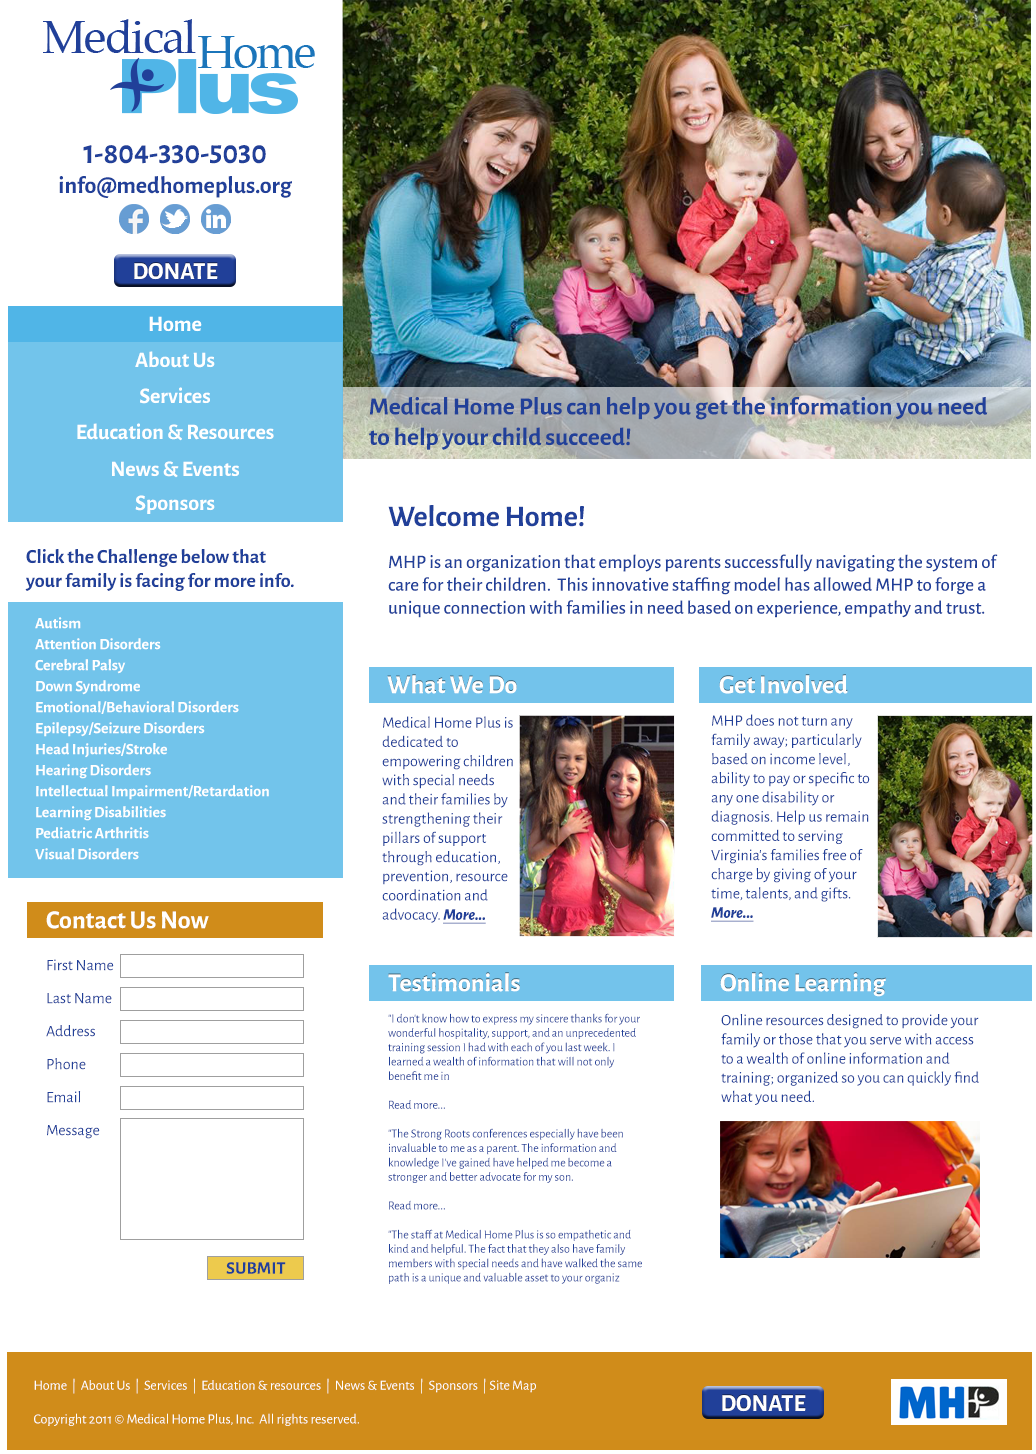 Medical Home
Plus
1-804-330-5030
info@medhomeplus.org
DONATE
Home
About Us
Services
Education & Resources
News & Events
Sponsors
Medical Home Plus can help you get the information you need
to help your child succeed!
Click the Challenge below that
your family is facing for more info.
Autism
Attention Disorders
Cerebral Palsy
Down Syndrome
Emotional/Behavioral Disorders
Epilepsy/Seizure Disorders
Head Injuries/Stroke
Hearing Disorders
Intellectual Impairment/Retardation
Learning Disabilities
Pediatric Arthritis
Visual Disorders
Contact Us Now
First Name
Last Name
Address
Phone
Email
Message
SUBMIT
Welcome Home!
MHP is an organization that employs parents successfully navigating the system of
care for their children. This innovative staffing model has allowed MHP to forge a
unique connection with families in need based on experience, empathy and trust.
What We Do
Medical Home Plus is
dedicated to
empowering children
with special needs
and their families by
strengthening their
pillars of support
through education,
prevention, resource
coordination and
advocacy. More...
Get Involved
MHP does not turn any
family away; particularly
based on income level,
ability to pay or specific to
any one disability or
diagnosis. Help us remain
committed to serving
Virginia's families free of
charge by giving of your
time, talents, and gifts.
More...
Testimonials
"I don't know how to express my sincere thanks for your
wonderful hospitality, support, and an unprecedented
training session I had with each of you last week. I
learned a wealth of information that will not only
benefit me in
Read more...
"The Strong Roots conferences especially have been
invaluable to me as a parent. The information and
knowledge I've gained have helped me become a
stronger and better advocate for my son.
Read more...
"The staff at Medical Home Plus is so empathetic and
kind and helpful. The fact that they also have family
members with special needs and have walked the same
path is a unique and valuable asset to your organiz
Online Learning
Online resources designed to provide your
family or those that you serve with access
to a wealth of online information and
training; organized so you can quickly find
what you need.
Home | About Us | Services | Education & resources | News & Events | Sponsors | Site Map
Copyright 2011 © Medical Home Plus, Inc. All rights reserved.
DONATE
MHP